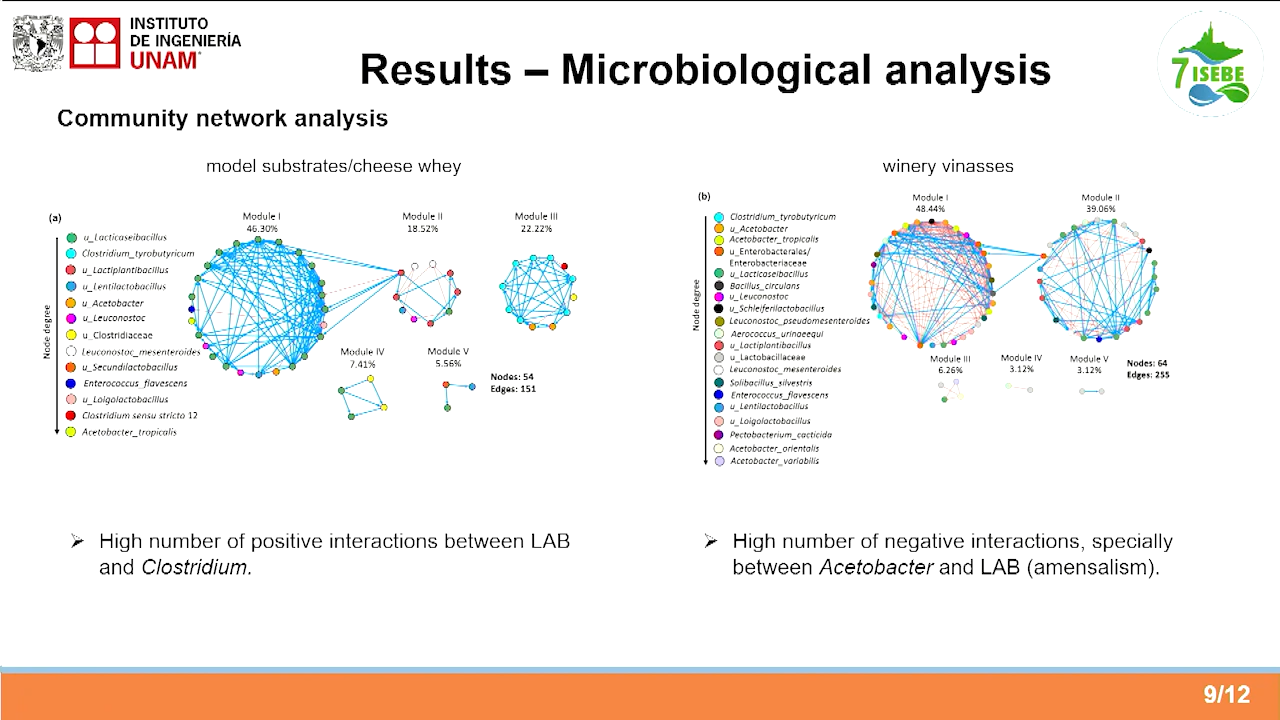 INSTITUTO
DE INGENIERÍA
UNAM
Results – Microbiological analysis
7 ISEBE
Community network analysis
model substrates/cheese whey
(a)
Module I
46.30%
Module II
18.52%
Module III
22.22%
Node degree
u_Lacticaseibacillus
Clostridium_tyrobutyricum
u_Lactiplantibacillus
u_Lentilactobacillus
u_Acetobacter
u_Leuconostoc
u_Clostridiaceae
Leuconostoc_mesenteroides
u_Secundilactobacillus
Enterococcus_flavescens
u_Loigolactobacillus
Clostridium sensu stricto 12
Acetobacter_tropicalis
Module IV
7.41%
Module V
5.56%
Nodes: 54
Edges: 151
High number of positive interactions between LAB
and Clostridium.
winery vinasses
(b)
Module I
48.44%
Module II
39.06%
Node degree
Clostridium_tyrobutyricum
u_Acetobacter
Acetobacter_tropicalis
u_Enterobacterales/
Enterobacteriaceae
u_Lacticaseibacillus
Bacillus_circulans
u_Leuconostoc
u_Schleiferilactobacillus
Leuconostoc_pseudomesenteroides
Aerococcus_urinaeequi
u_Lactiplantibacillus
u_Lactobacillaceae
Leuconostoc_mesenteroides
Solibacillus_silvestris
Enterococcus_flavescens
u_Lentilactobacillus
u_Loigolactobacillus
Pectobacterium_cacticida
Acetobacter_orientalis
Acetobacter_variabilis
Module III
6.26%
Module IV
3.12%
Module V
3.12%
Nodes: 64
Edges: 255
High number of negative interactions, specially
between Acetobacter and LAB (amensalism).
9/12